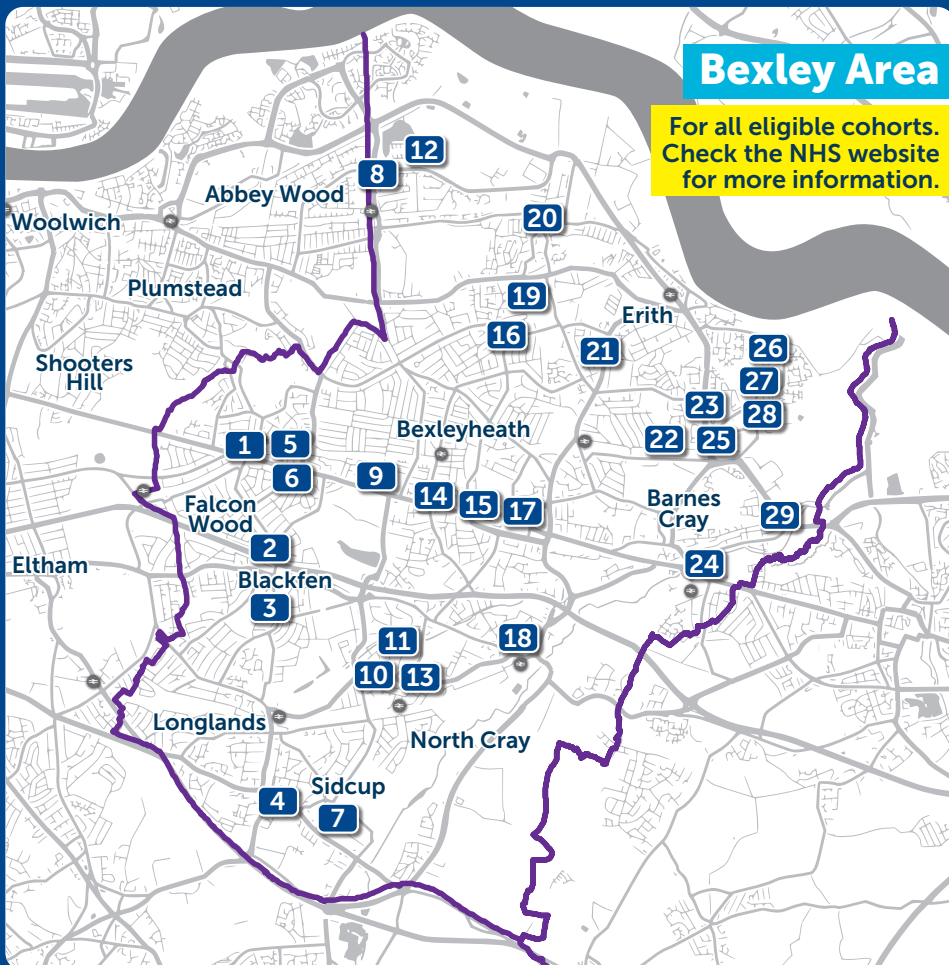 Bexley Area
For all eligible cohorts.
Check the NHS website
for more information.
12
8
Abbey Wood
Woolwich
20
Plumstead
19
Erith
16
21
26
Shooters
Hill
27
23
28
Bexleyheath
1
5
22
25
6
9
14
15
17
Falcon
Wood
Barnes
Cray
29
2
Eltham
24
Blackfen
3
11
18
10
13
Longlands
North Cray
Sidcup
4
7